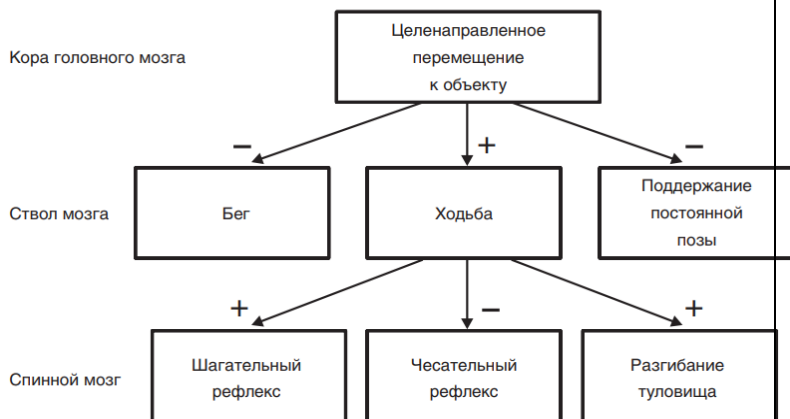 Кора головного мозга
Целенаправленное
перемещение
к объекту
– + –
Ствол мозга
Бег
Ходьба
Поддержание
постоянной
позы
+ – +
Спинной мозг
Шагательный
рефлекс
Чесательный
рефлекс
Разгибание
туловища